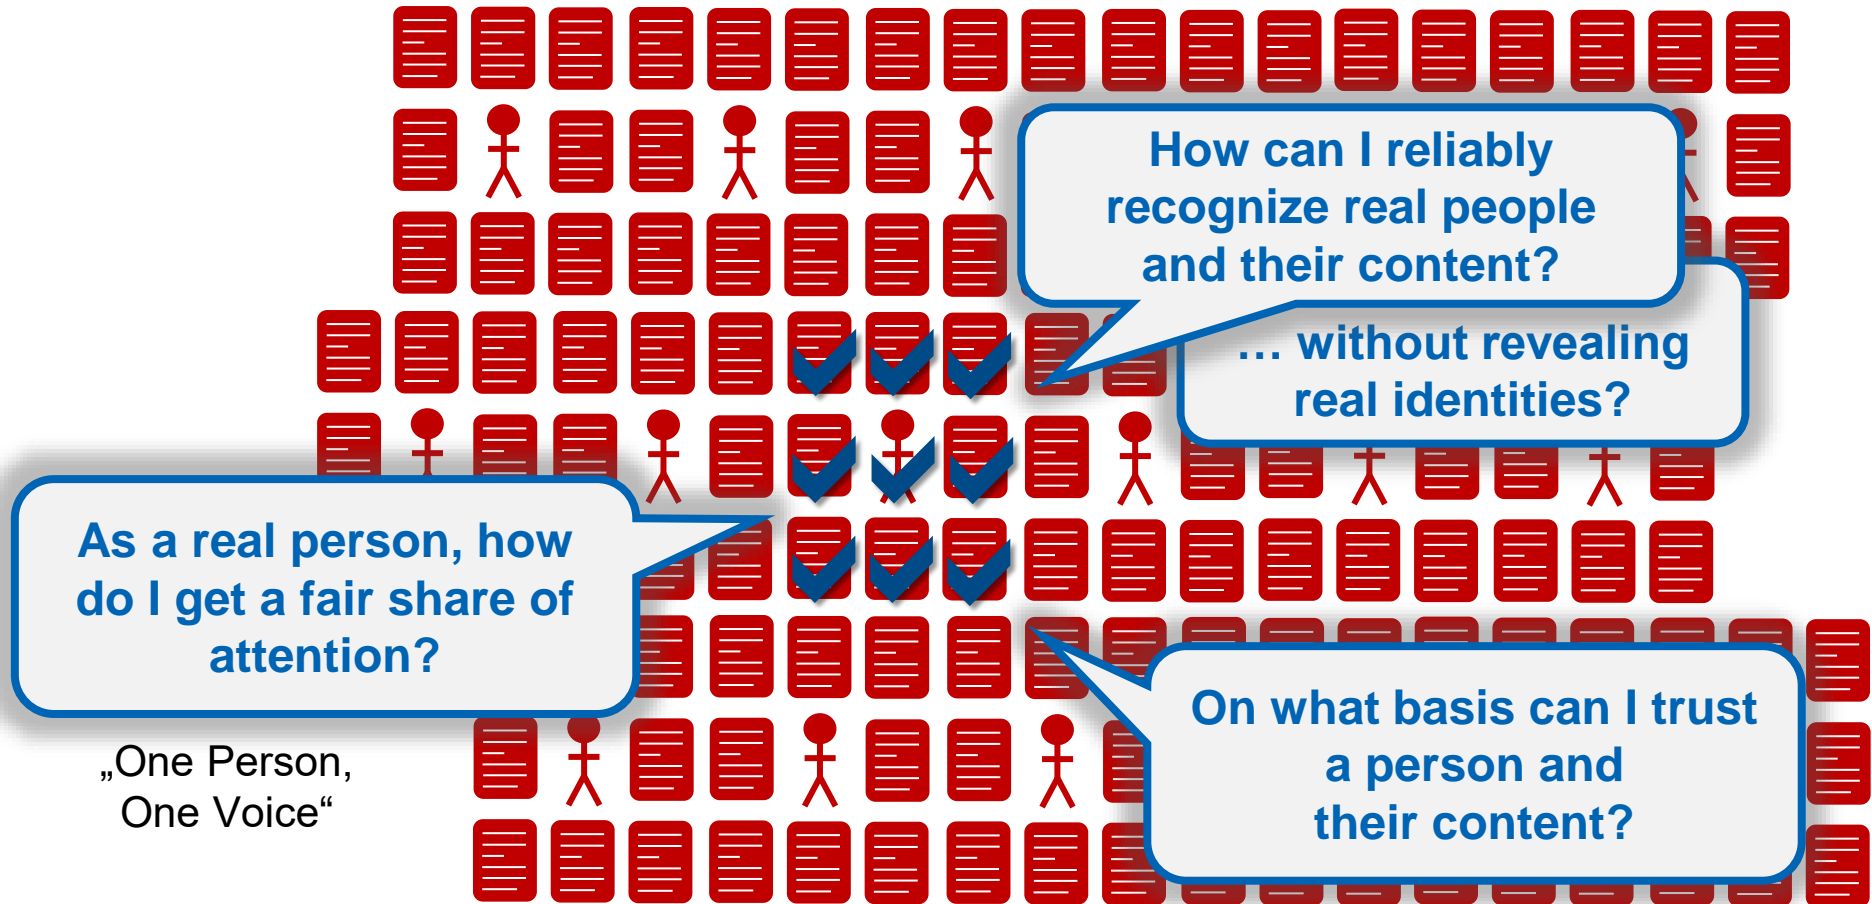 How can I reliably
recognize real people
and their content?
… without revealing
real identities?
As a real person, how
do I get a fair share of
attention?
On what basis can I trust
a person and
their content?
„One Person,
One Voice“